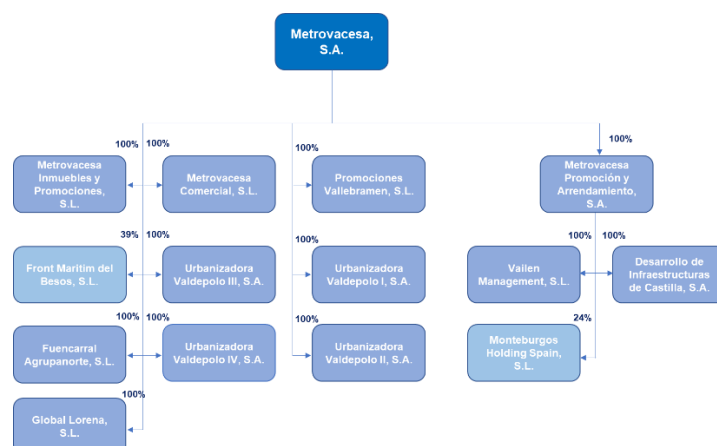 Metrovacesa,
S.A.
100%
100%
100%
100%
Metrovacesa
Inmuebles y
Promociones,
S.L.
Metrovacesa
Comercial, S.L.
Promociones
Vallebramen, S.L.
Metrovacesa
Promoción y
Arrendamiento,
S.A.
39%
100%
100%
100%
100%
Front Maritim del
Besos, S.L.
Urbanizadora
Valdepolo III, S.A.
Urbanizadora
Valdepolo I, S.A.
Vailen
Management, S.L.
Desarrollo de
Infraestructuras
de Castilla, S.A.
100%
100%
100%
24%
Fuencarral
Agrupanorte, S.L.
Urbanizadora
Valdepolo IV, S.A.
Urbanizadora
Valdepolo II, S.A.
Monteburgos
Holding Spain,
S.L.
100%
Global Lorena,
S.L.